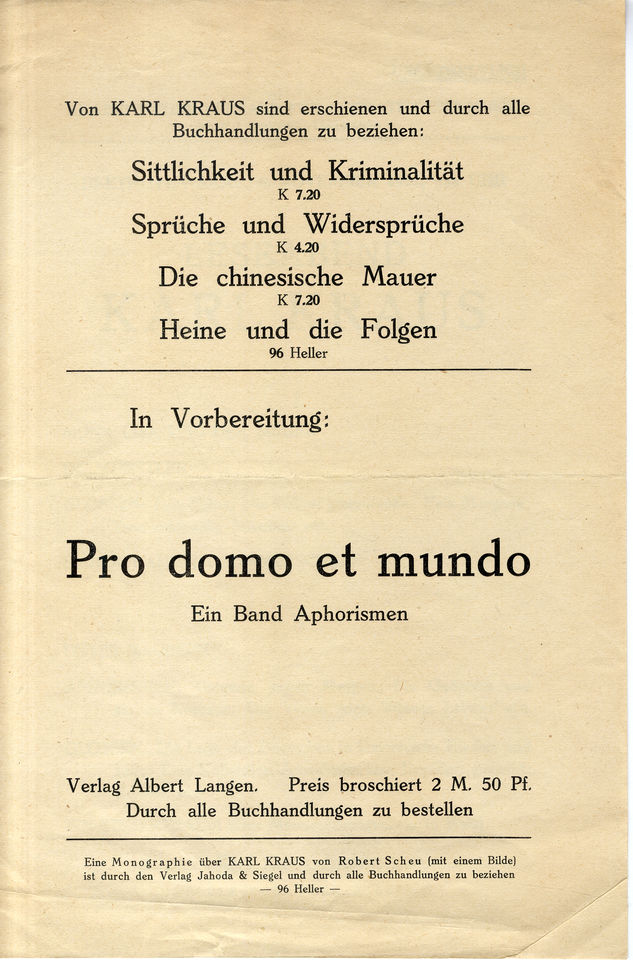 Von KARL KRAUS sind erschienen und durch alle
Buchhandlungen zu beziehen:
Sittlichkeit und Kriminalität
K 7.20
Sprüche und Widersprüche
K 4.20
Die chinesische Mauer
K 7.20
Heine und die Folgen
96 Heller
In Vorbereitung:
Pro domo et mundo
Ein Band Aphorismen
Verlag Albert Langen. Preis broschiert 2 M. 50 Pf.
Durch alle Buchhandlungen zu bestellen
Eine Monographie über KARL KRAUS von Robert Scheu (mit einem Bilde)
ist durch den Verlag Jahoda & Siegel und durch alle Buchhandlungen zu beziehen
— 96 Heller —